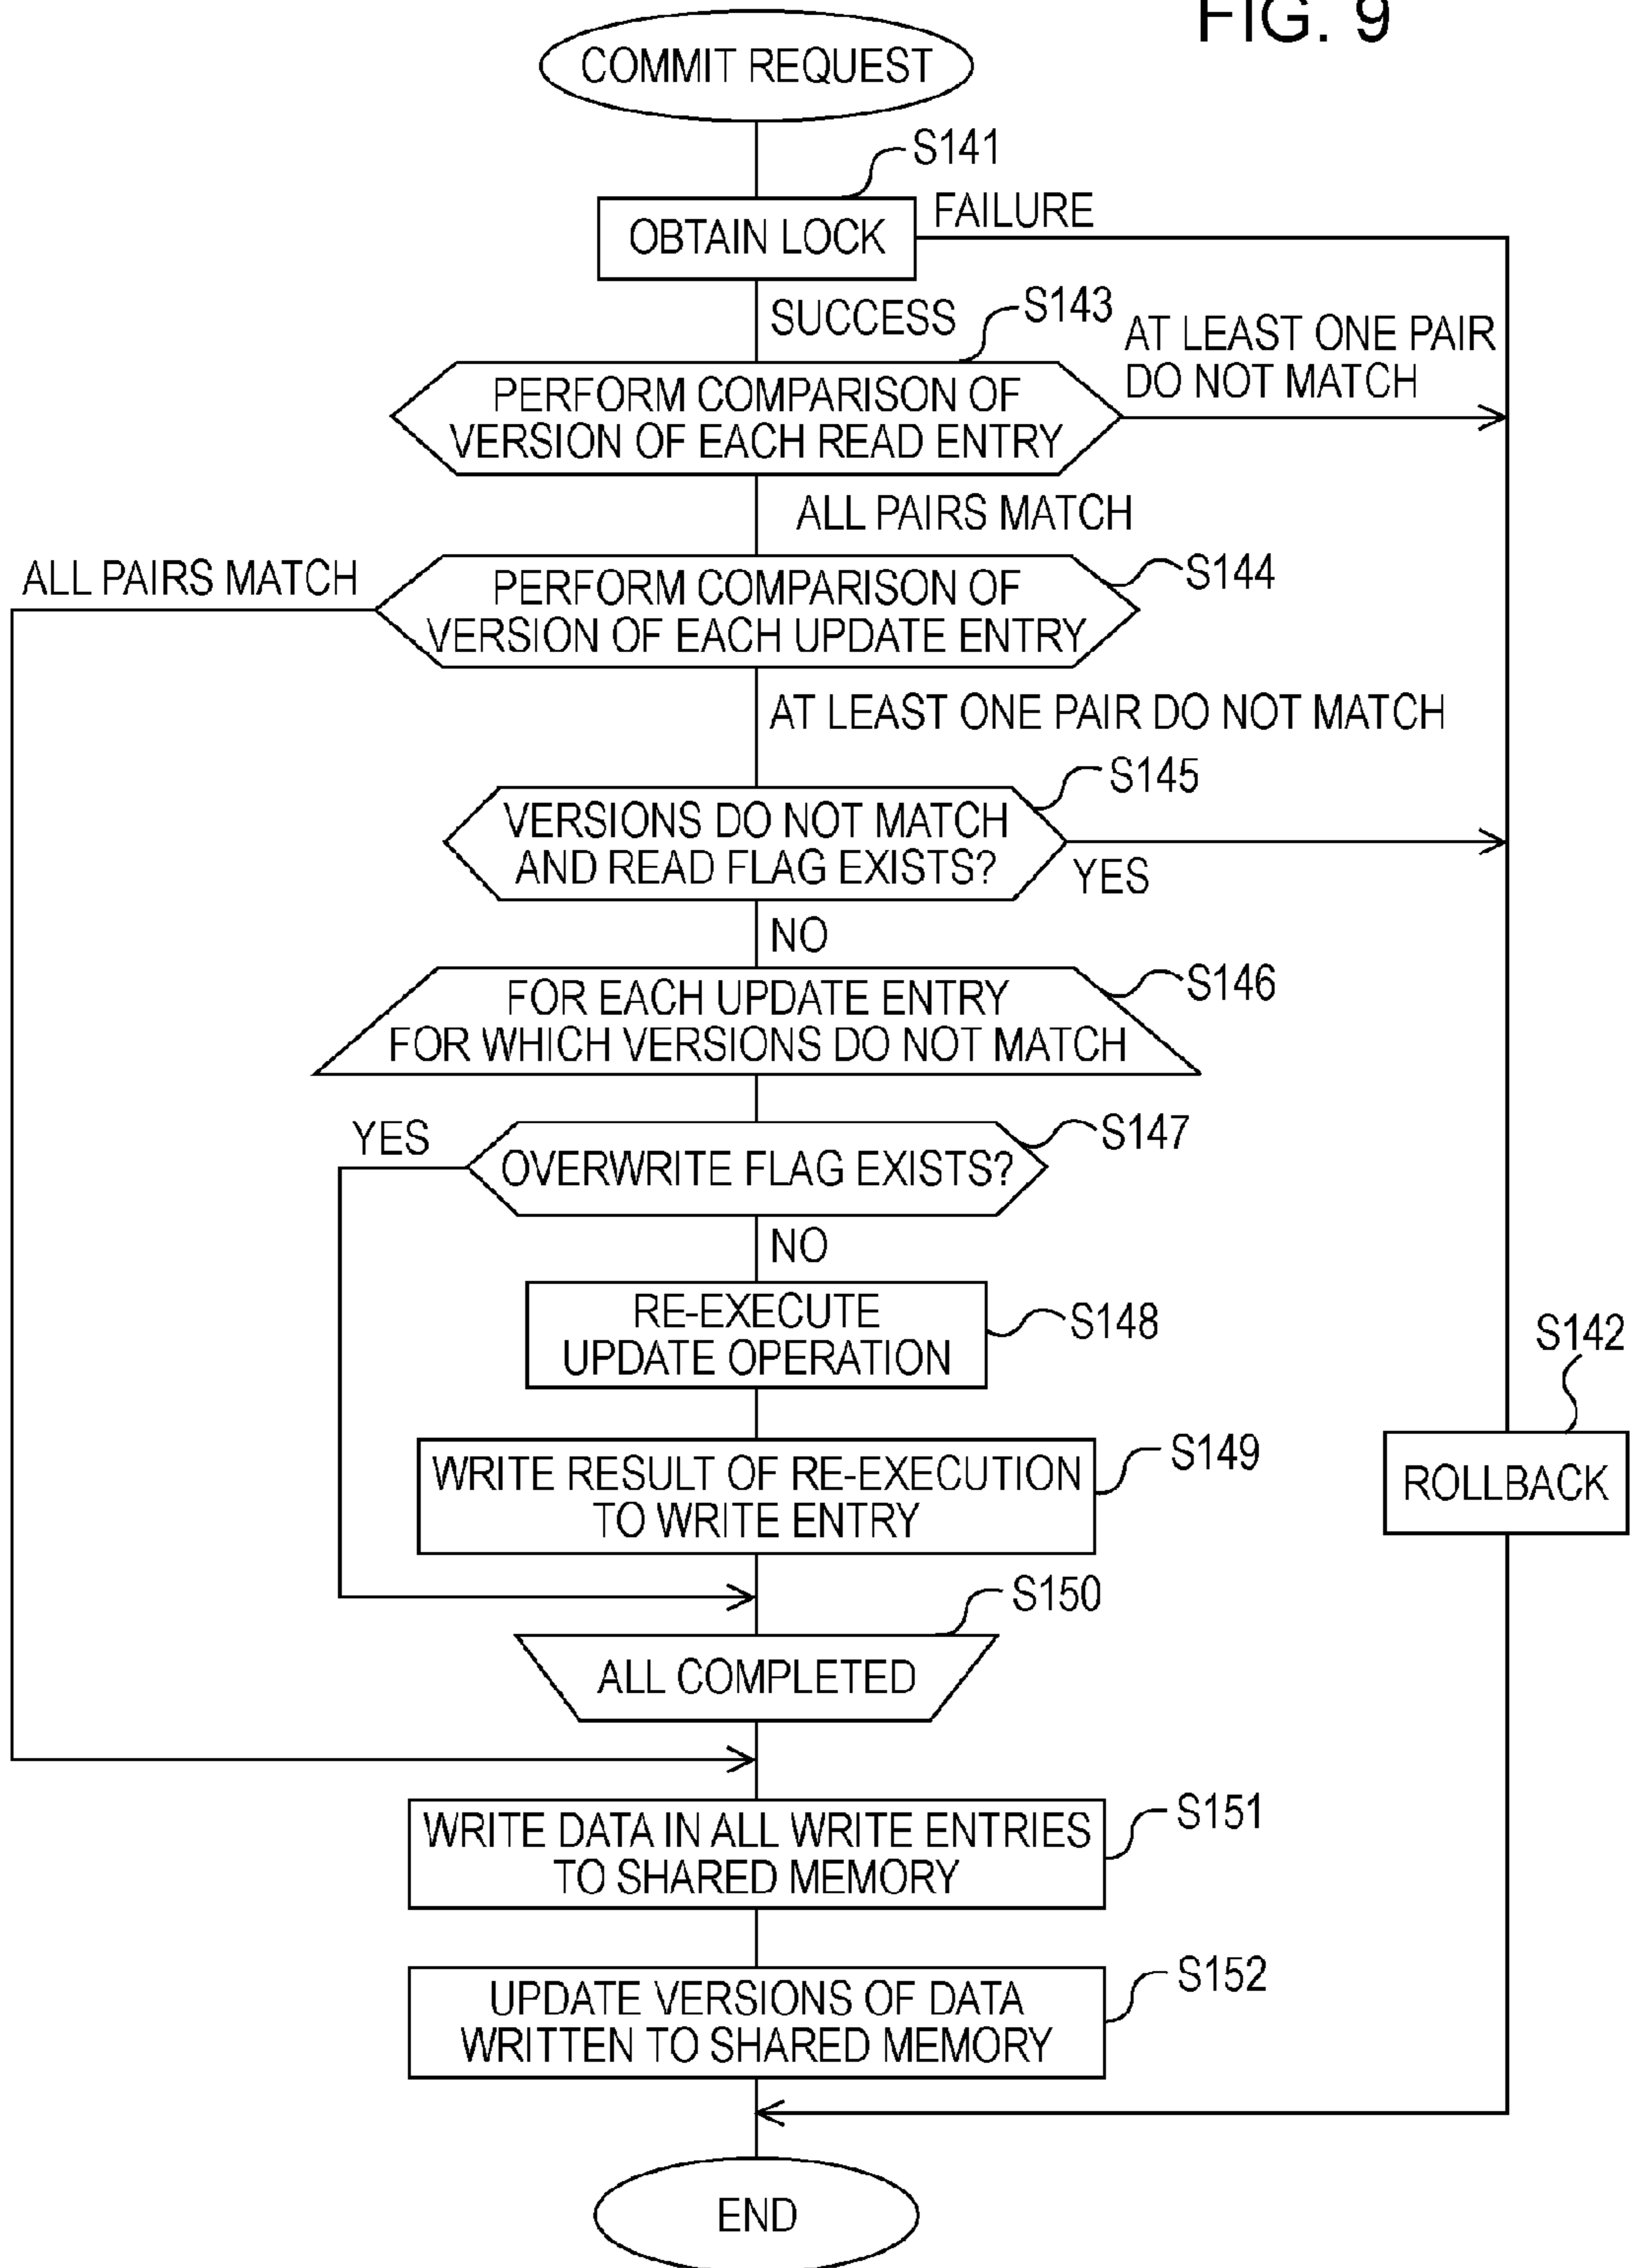 FIG. 9
COMMIT REQUEST
S141
OBTAIN LOCK
FAILURE
SUCCESS
S143
AT LEAST ONE PAIR
DO NOT MATCH
PERFORM COMPARISON OF
VERSION OF EACH READ ENTRY
ALL PAIRS MATCH
ALL PAIRS MATCH
S144
PERFORM COMPARISON OF
VERSION OF EACH UPDATE ENTRY
AT LEAST ONE PAIR DO NOT MATCH
S145
VERSIONS DO NOT MATCH
AND READ FLAG EXISTS?
YES
NO
S146
FOR EACH UPDATE ENTRY
FOR WHICH VERSIONS DO NOT MATCH
YES
S147
OVERWRITE FLAG EXISTS?
NO
RE-EXECUTE
UPDATE OPERATION
S148
S142
ROLLBACK
S149
WRITE RESULT OF RE-EXECUTION
TO WRITE ENTRY
S150
ALL COMPLETED
S151
WRITE DATA IN ALL WRITE ENTRIES
TO SHARED MEMORY
S152
UPDATE VERSIONS OF DATA
WRITTEN TO SHARED MEMORY
END